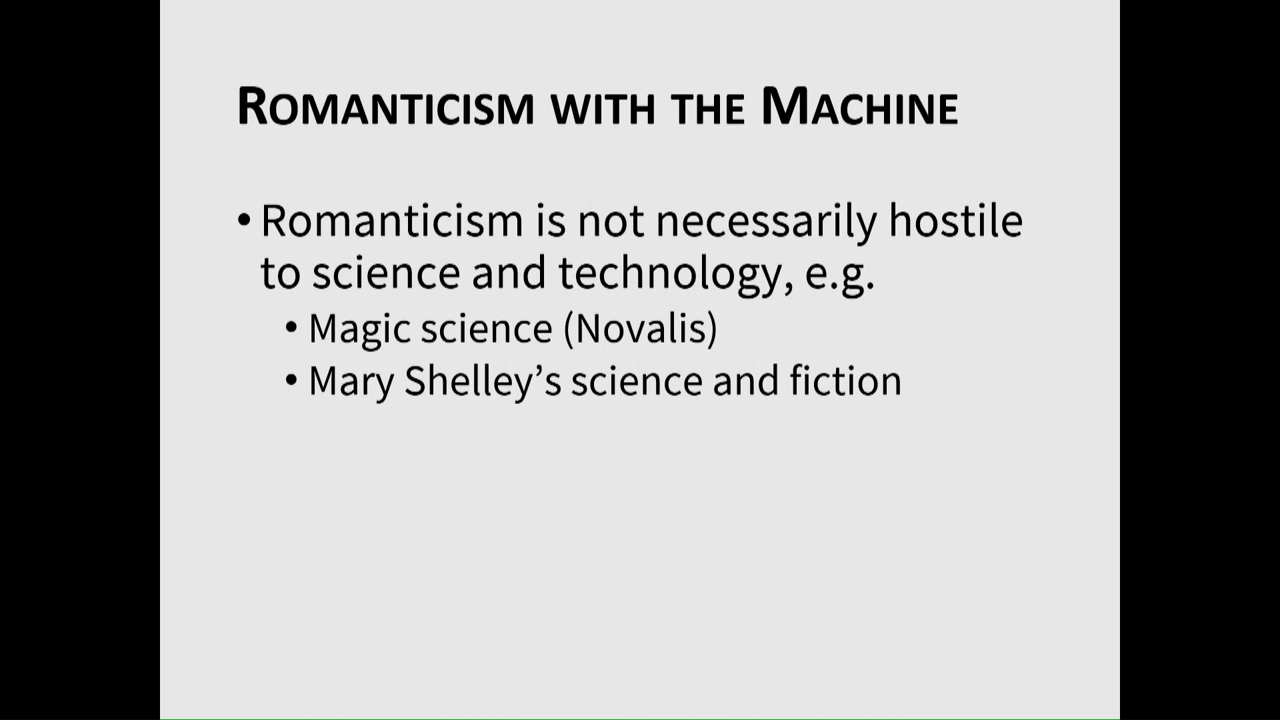 ROMANTICISM WITH THE MACHINE
• Romanticism is not necessarily hostile
to science and technology, e.g.
• Magic science (Novalis)
• Mary Shelley’s science and fiction